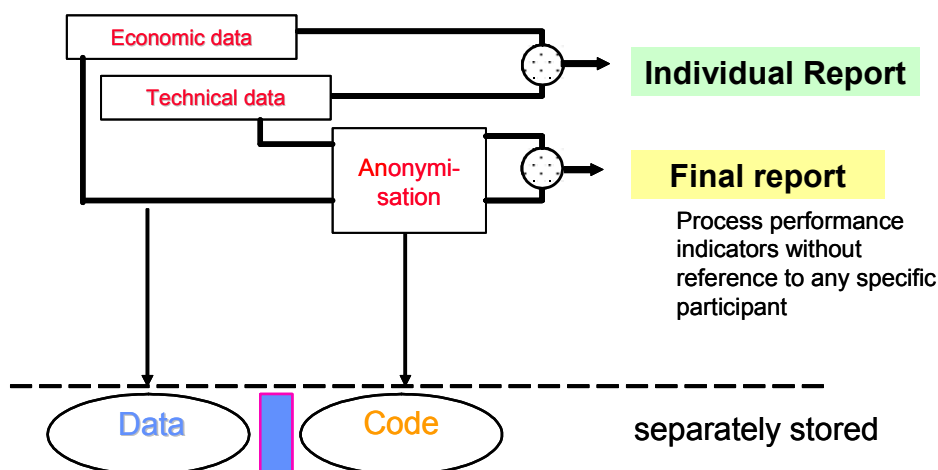 Economic data
Individual Report
Technical data
Anonymi-
sation
Final report
Process performance
indicators without
reference to any specific
participant
Data
Code
separately stored